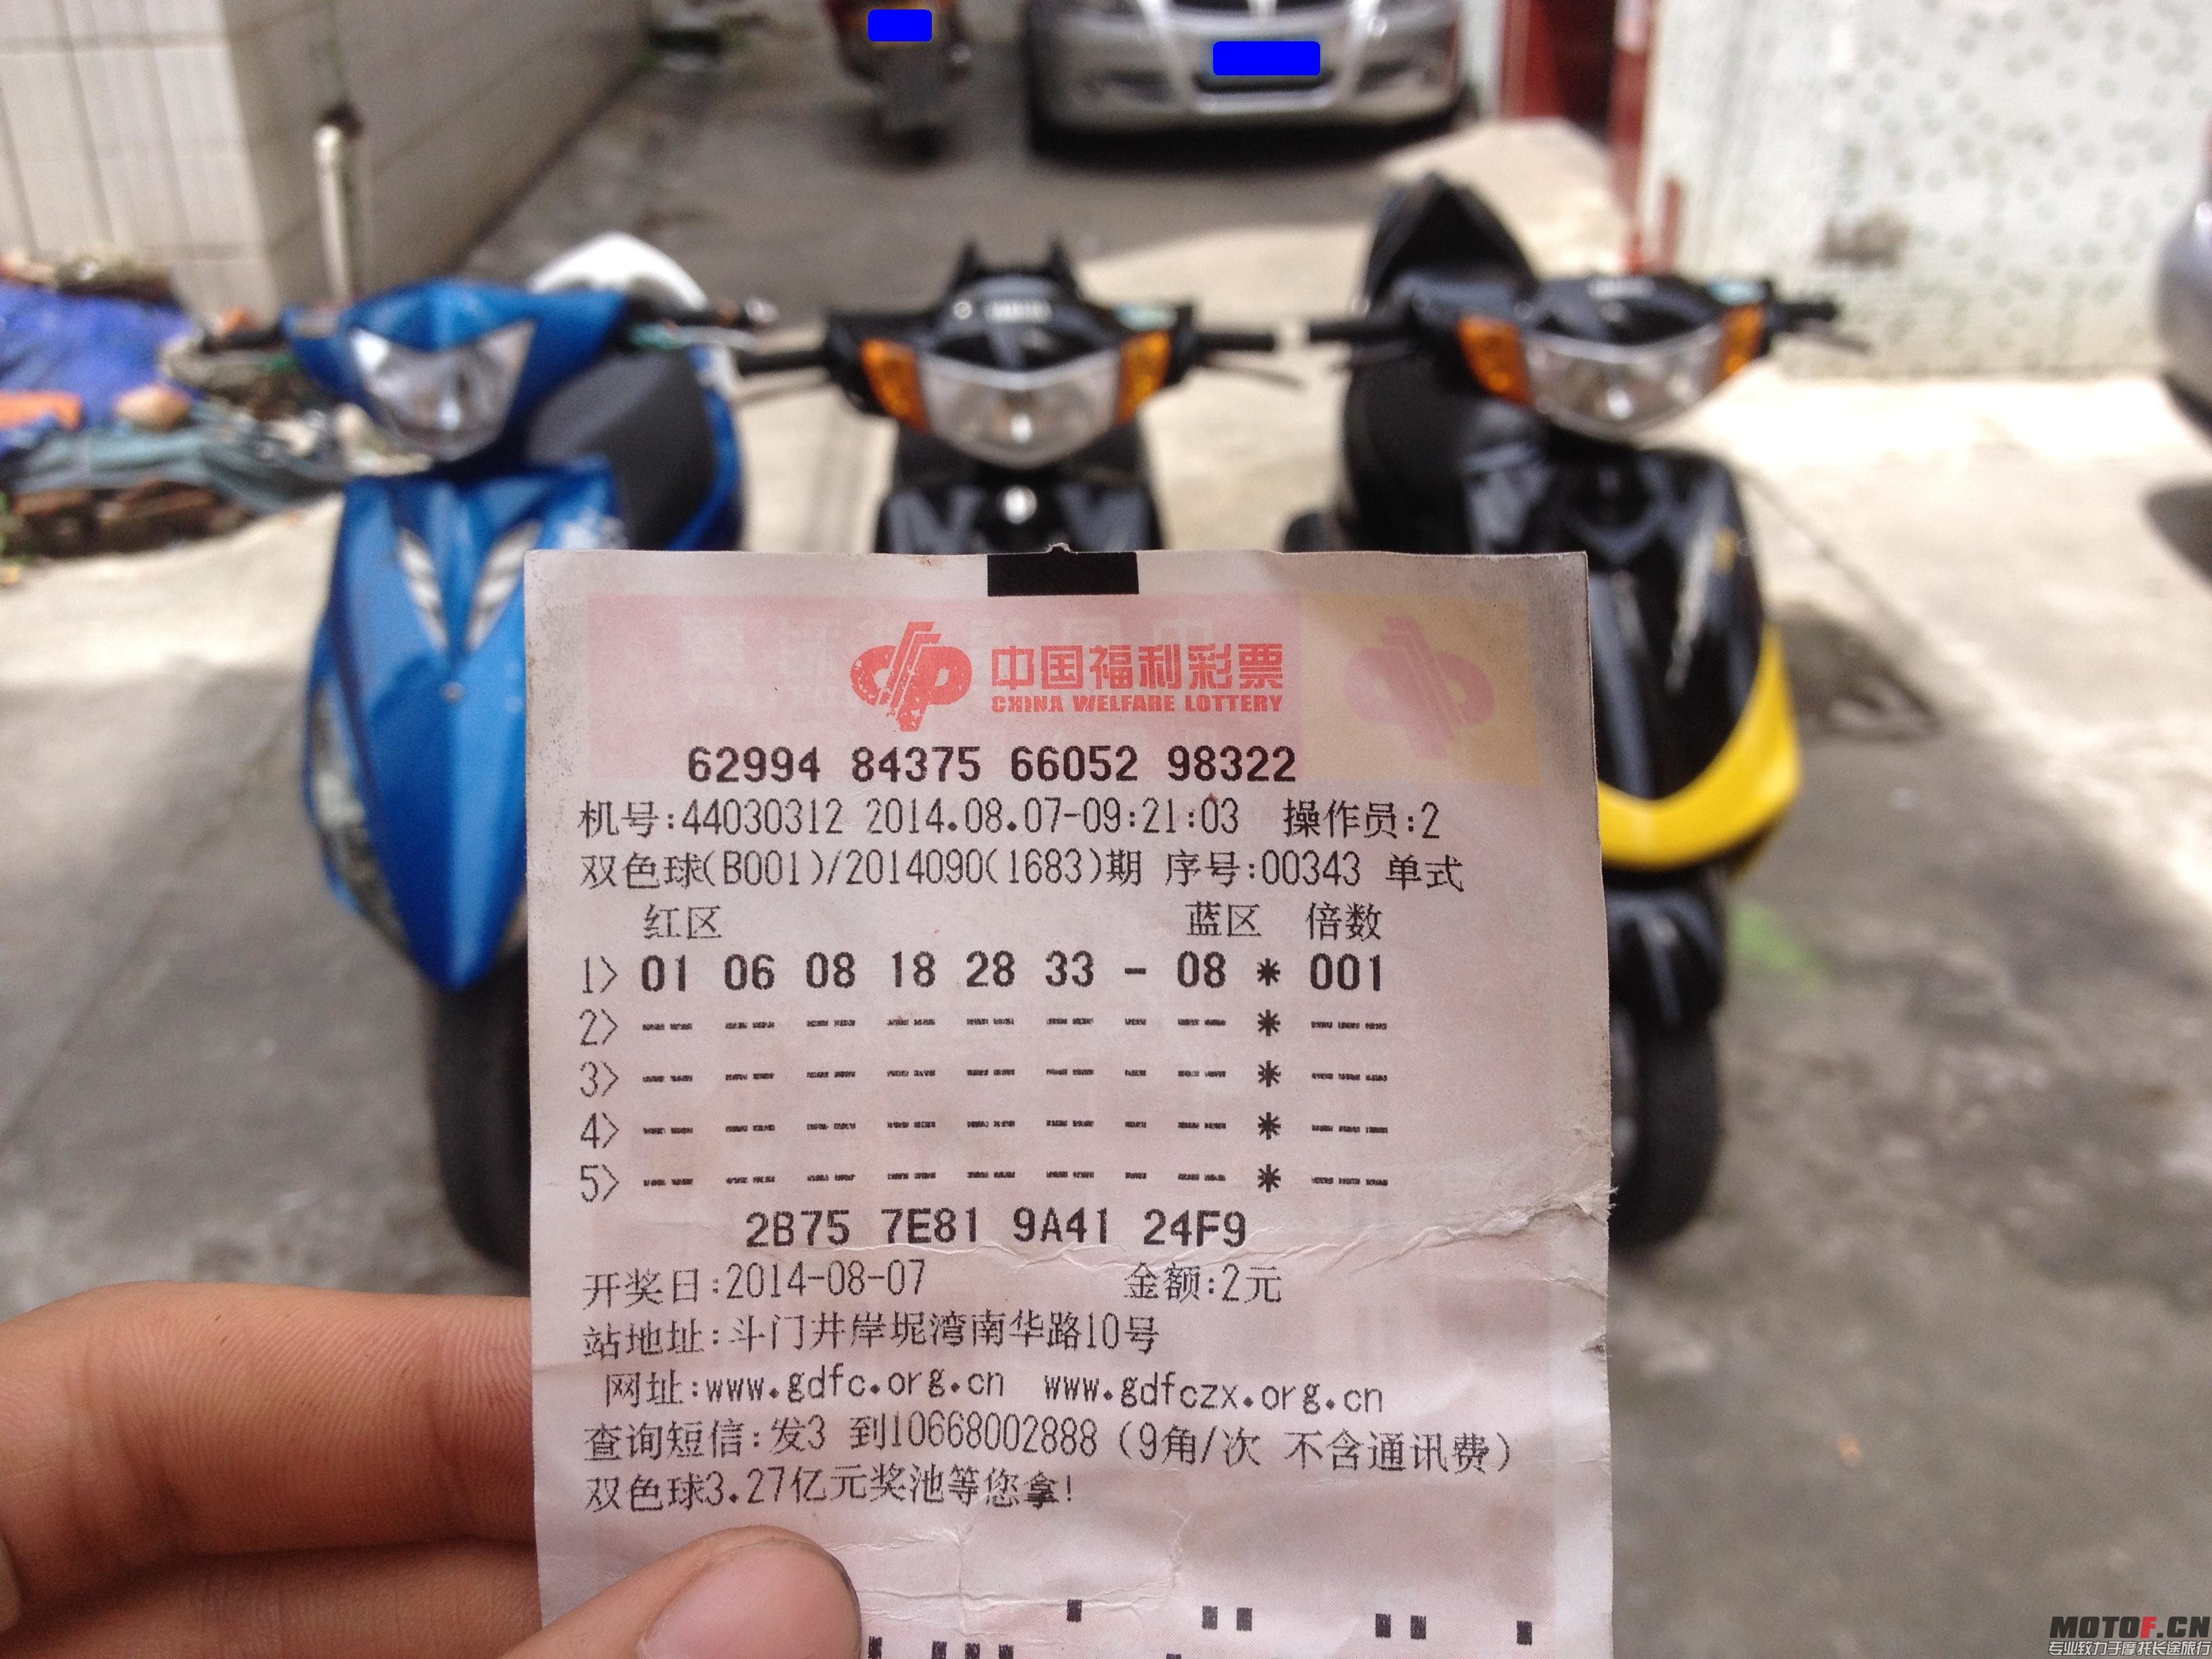 中国福利彩票
CHINA WELFARE LOTTERY
62994 84375 66052 98322
机号:44030312 2014.08.07-09:21:03 操作员:2
双色球(B001)/2014090(1683)期 序号:00343 单式
红区 蓝区 倍数
1> 01 06 08 18 28 33 - 08 * 001
2> -- -- -- -- -- -- - -- * ---
3> -- -- -- -- -- -- - -- * ---
4> -- -- -- -- -- -- - -- * ---
5> -- -- -- -- -- -- - -- * ---
2B75 7E81 9A41 24F9
开奖日:2014-08-07 金额:2元
站地址:斗门井岸坭湾南华路10号
网址:www.gdfc.org.cn www.gdfczx.org.cn
查询短信:发3 到10668002888 (9角/次 不含通讯费)
双色球3.27亿元奖池等您拿!
MOTOF.CN
专业致力于摩托长途旅行